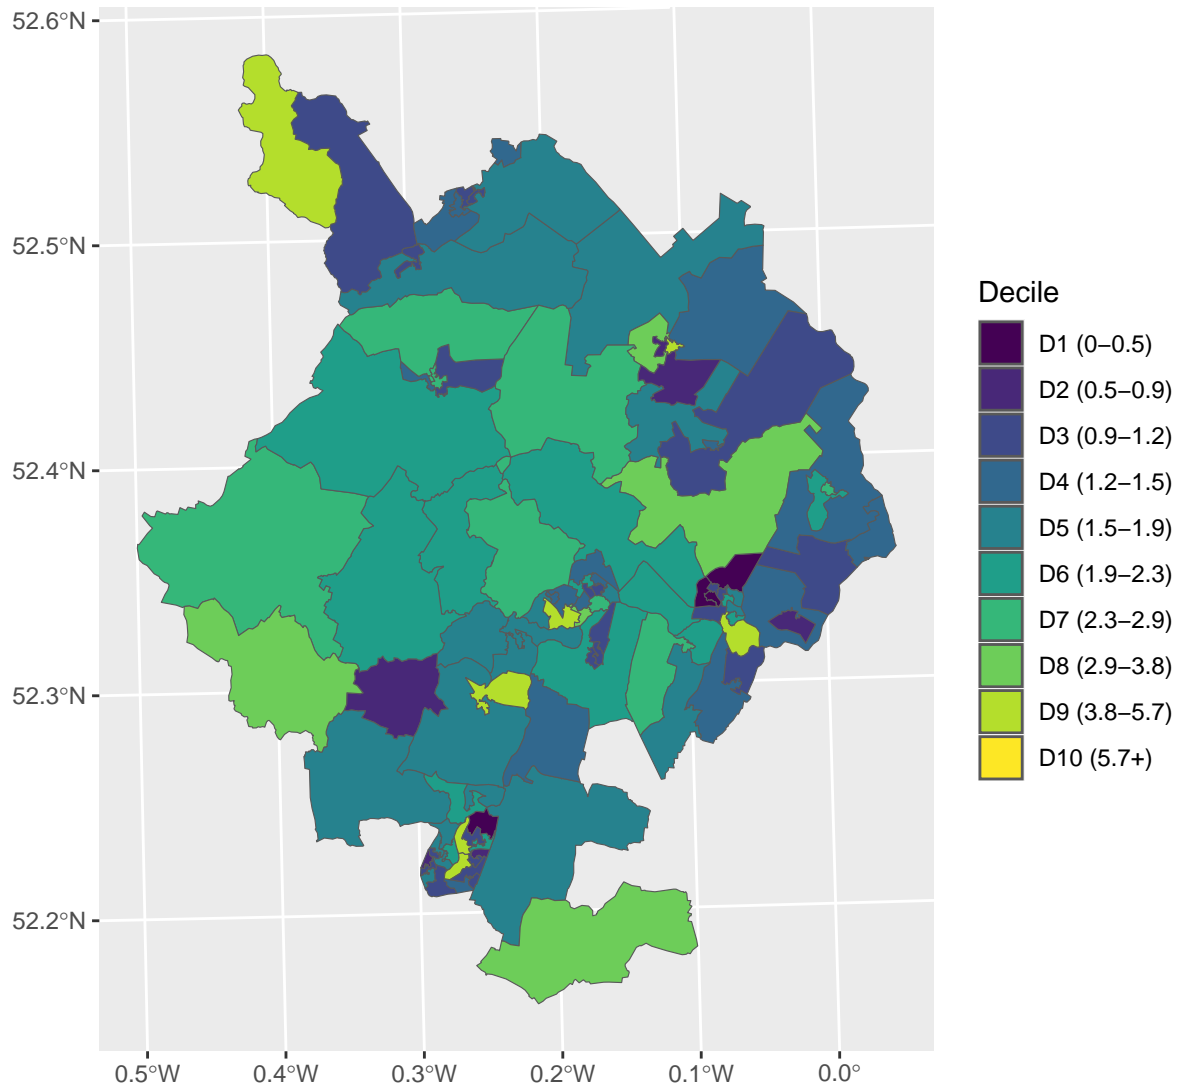 52.6°N
52.5°N
52.4°N
52.3°N
52.2°N
0.5°W
0.4°W
0.3°W
0.2°W
0.1°W
0.0°
Decile
D1 (0–0.5)
D2 (0.5–0.9)
D3 (0.9–1.2)
D4 (1.2–1.5)
D5 (1.5–1.9)
D6 (1.9–2.3)
D7 (2.3–2.9)
D8 (2.9–3.8)
D9 (3.8–5.7)
D10 (5.7+)